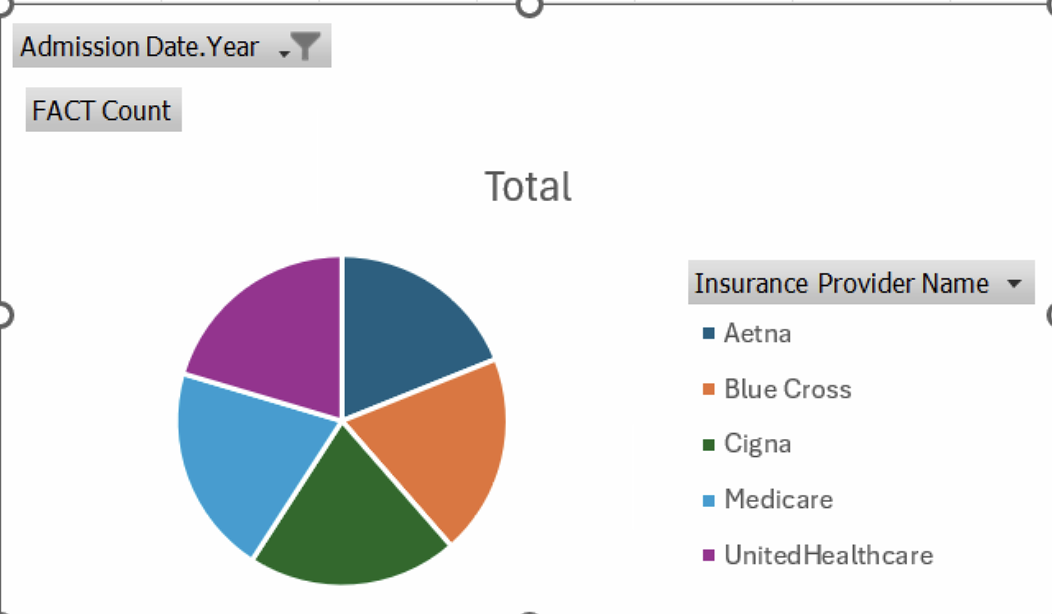 Admission Date.Year
FACT Count
Total
Insurance Provider Name
Aetna
Blue Cross
Cigna
Medicare
UnitedHealthcare